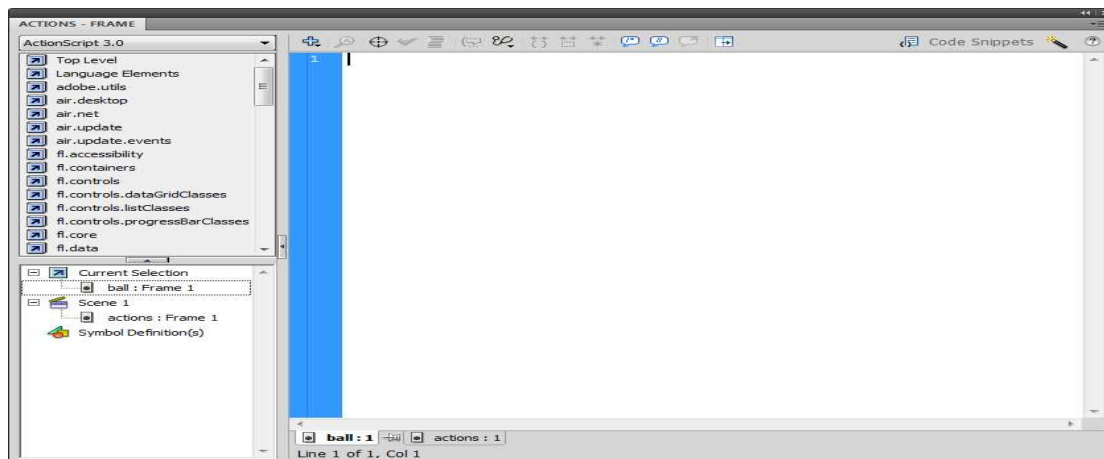 ACTIONS - FRAME
ActionScript 3.0
Code Snippets
Top Level
Language Elements
adobe.utils
air.desktop
air.net
air.update
air.update.events
fl.accessibility
fl.containers
fl.controls
fl.controls.dataGridClasses
fl.controls.listClasses
fl.controls.progressBarClasses
fl.core
fl.data
1
Current Selection
ball : Frame 1
Scene 1
actions : Frame 1
Symbol Definition(s)
ball : 1
actions : 1
Line 1 of 1, Col 1